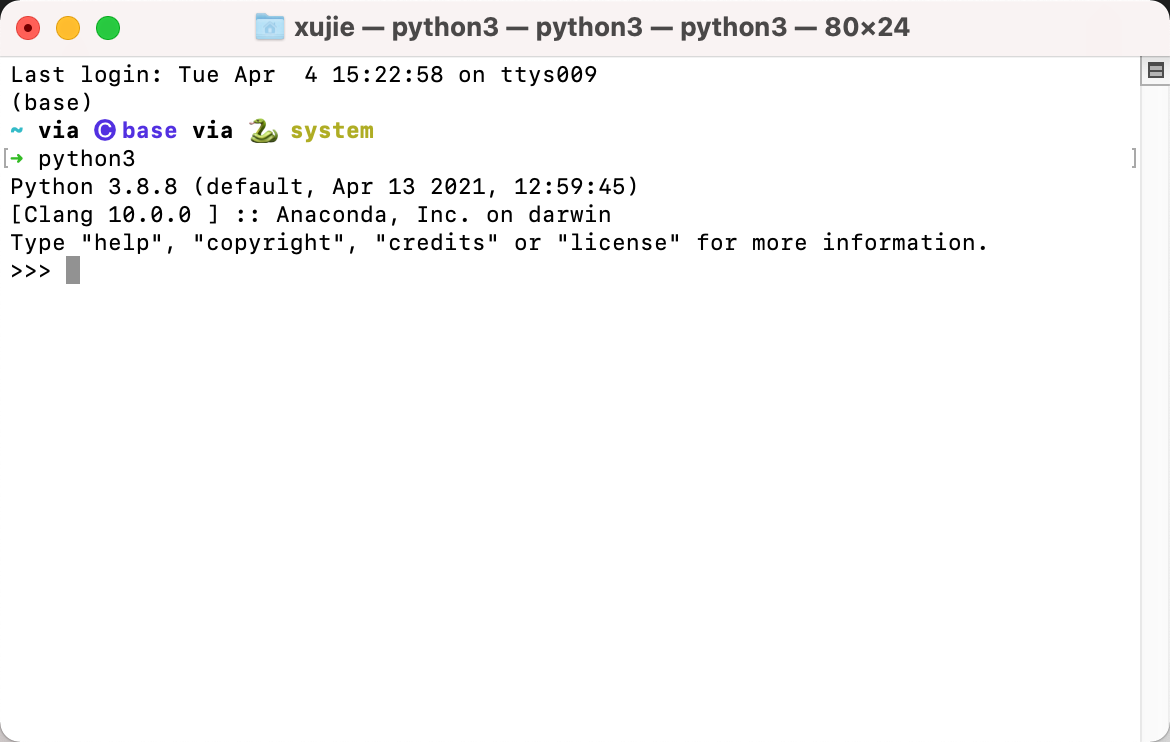 xujie — python3 — python3 — python3 — 80×24
Last login: Tue Apr  4 15:22:58 on ttys009
(base)
~ via 🅒 base via 🐍 system
[➜ python3 ]
Python 3.8.8 (default, Apr 13 2021, 12:59:45)
[Clang 10.0.0 ] :: Anaconda, Inc. on darwin
Type "help", "copyright", "credits" or "license" for more information.
>>>